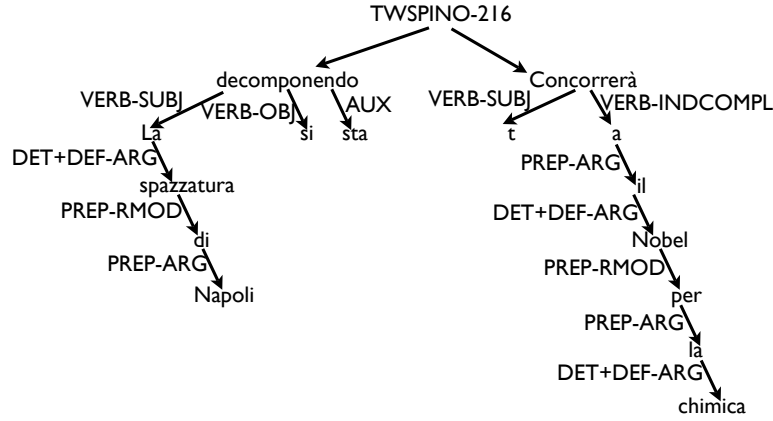 TWSPINO-216
decomponendo Concorrerà
VERB-SUBJ VERB-OBJ AUX VERB-SUBJ VERB-INDCOMPL
La si sta t a
DET+DEF-ARG PREP-ARG
spazzatura il
PREP-RMOD DET+DEF-ARG
di Nobel
PREP-ARG PREP-RMOD
Napoli per
PREP-ARG
la
DET+DEF-ARG
chimica